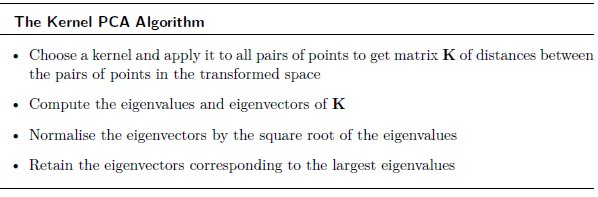 The Kernel PCA Algorithm
• Choose a kernel and apply it to all pairs of points to get matrix K of distances between
the pairs of points in the transformed space
• Compute the eigenvalues and eigenvectors of K
• Normalise the eigenvectors by the square root of the eigenvalues
• Retain the eigenvectors corresponding to the largest eigenvalues